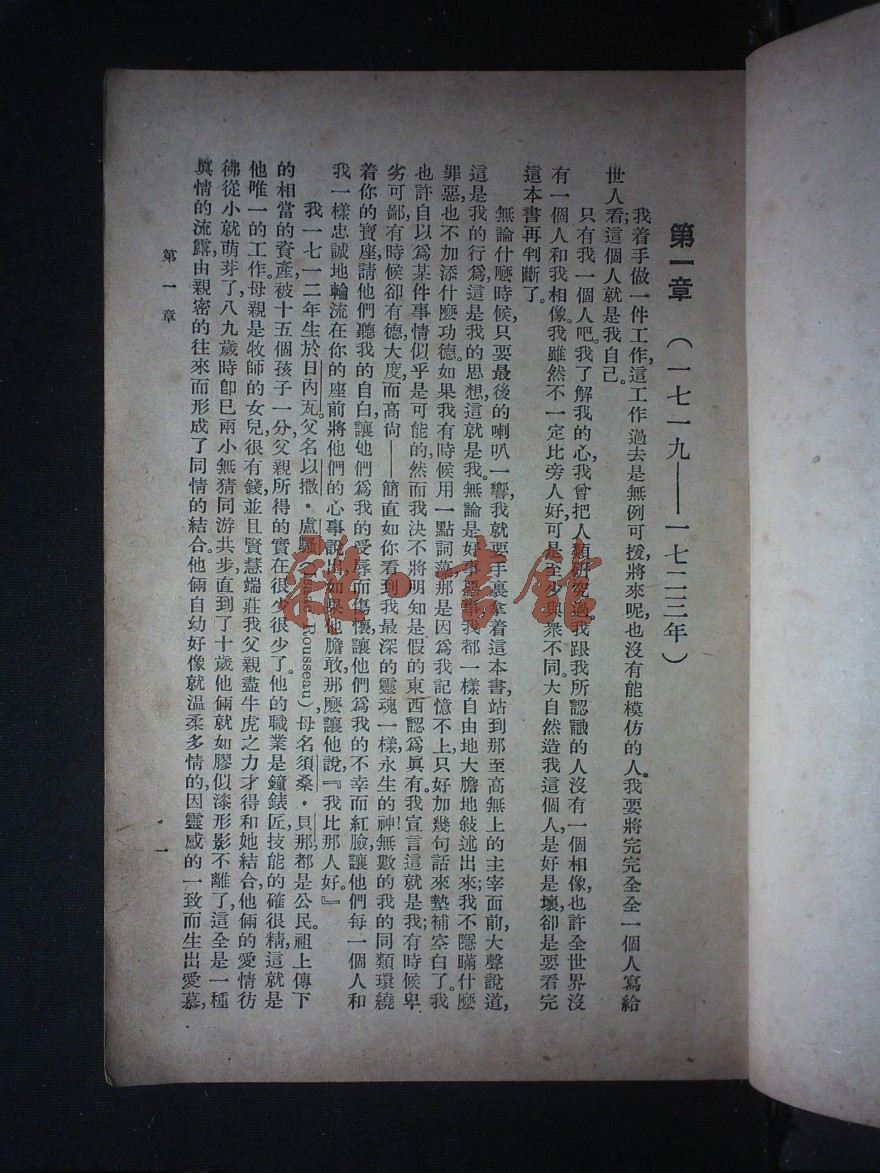 第一章　(一七一九——一七二三年)
我着手做一件工作,這工作過去是無例可援,將來呢,也沒有能模仿的人。我要將完完全全一個人寫給
世人看;這個人就是我自己。
只有我一個人吧。我了解我的心,我曾把人類研究過。我跟我所認識的人沒有一個相像,也許全世界沒
有一個人和我相像。我雖然不一定比旁人好,可是至少與衆不同。大自然造我這個人,是好是壞,卻是要看完
這本書再判斷了。
無論什麽時候,只要最後的喇叭一響,我就要手裏拿着這本書,站到那至高無上的主宰面前,大聲說道,
這是我的行爲,這是我的思想,這就是我。無論是好事惡事,我都一樣自由地大膽地敍述出來;我不隱瞞什麽
罪惡,也不加添什麽功德。如果我有時候用一點詞藻,那是因爲我記憶不上,只好加幾句話來墊補空白了。我
也許自以爲某件事情似乎是可能的,然而我決不將明知是假的東西認爲眞有。我宣言這就是我;有時候卑
劣可鄙,有時候卻有德大度而高尚——簡直如你看到我最深的靈魂一樣,永生的神!無數的我的同類環繞
着你的寶座,請他們聽我的自白,讓他們爲我的受辱而傷懷,讓他們爲我的不幸而紅臉,讓他們每一個人和
我一樣忠誠地輪流在你的座前將他們的心事說出,如果他膽敢,那麽讓他說,『我比那人好。』
我一七一二年生於日內瓦。父名以撒·盧騷(Isaac Rousseau),母名須桑·貝那,都是公民。祖上傳下
的相當的資產,被十五個孩子一分,父親所得的實在很少很少了。他的職業是鐘錶匠,技能的確很精,這就是
他唯一的工作。母親是牧師的女兒,很有錢,並且賢慧端莊,我父親盡牛虎之力才得和她結合。他倆的愛情彷
彿從小就萌芽了,八九歲時卽已兩小無猜,同游共步,直到了十歲他倆就如膠似漆形影不離了,這全是一種
眞情的流露,由親密的往來而形成了同情的結合。他倆自幼好像就溫柔多情的,因靈感的一致而生出愛慕,
第一章
一
雜·書館